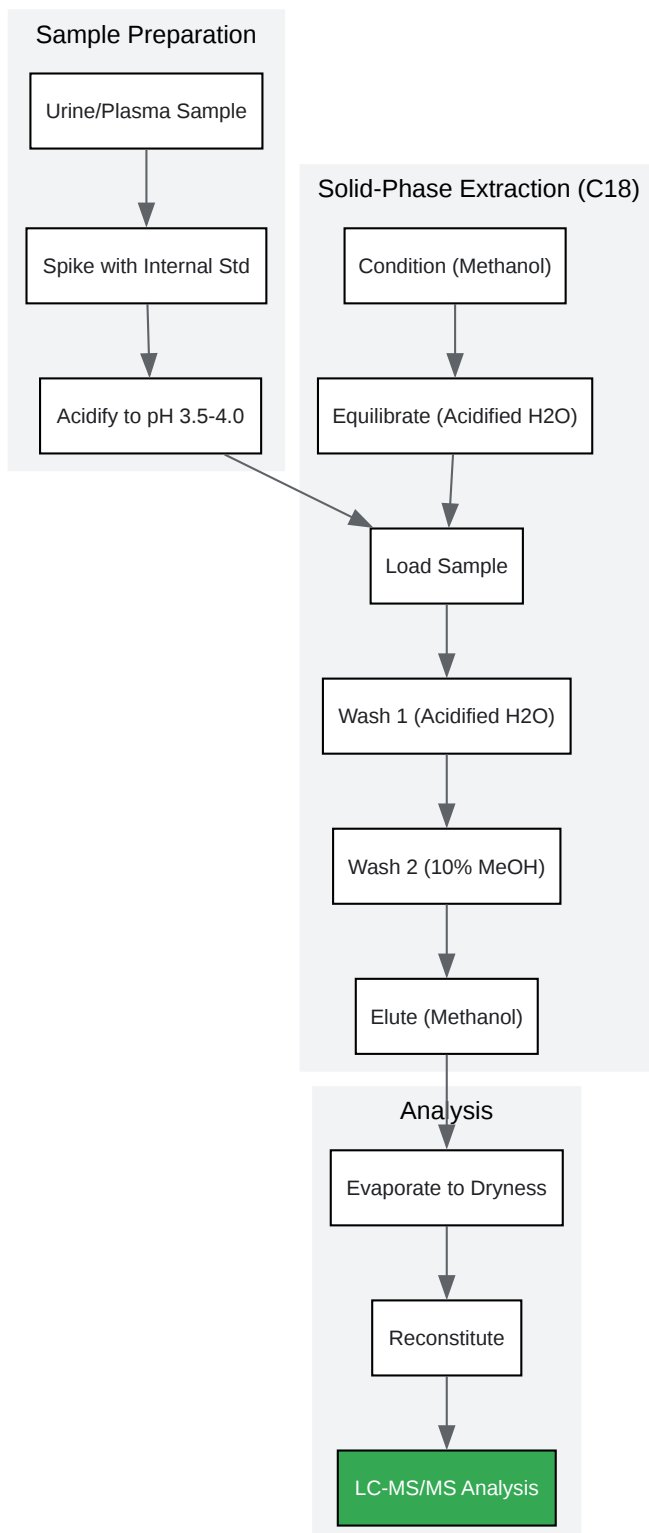 Sample Preparation
Urine/Plasma Sample
Spike with Internal Std
Acidify to pH 3.5-4.0
Solid-Phase Extraction (C18)
Condition (Methanol)
Equilibrate (Acidified H2O)
Load Sample
Wash 1 (Acidified H2O)
Wash 2 (10% MeOH)
Elute (Methanol)
Analysis
Evaporate to Dryness
Reconstitute
LC-MS/MS Analysis